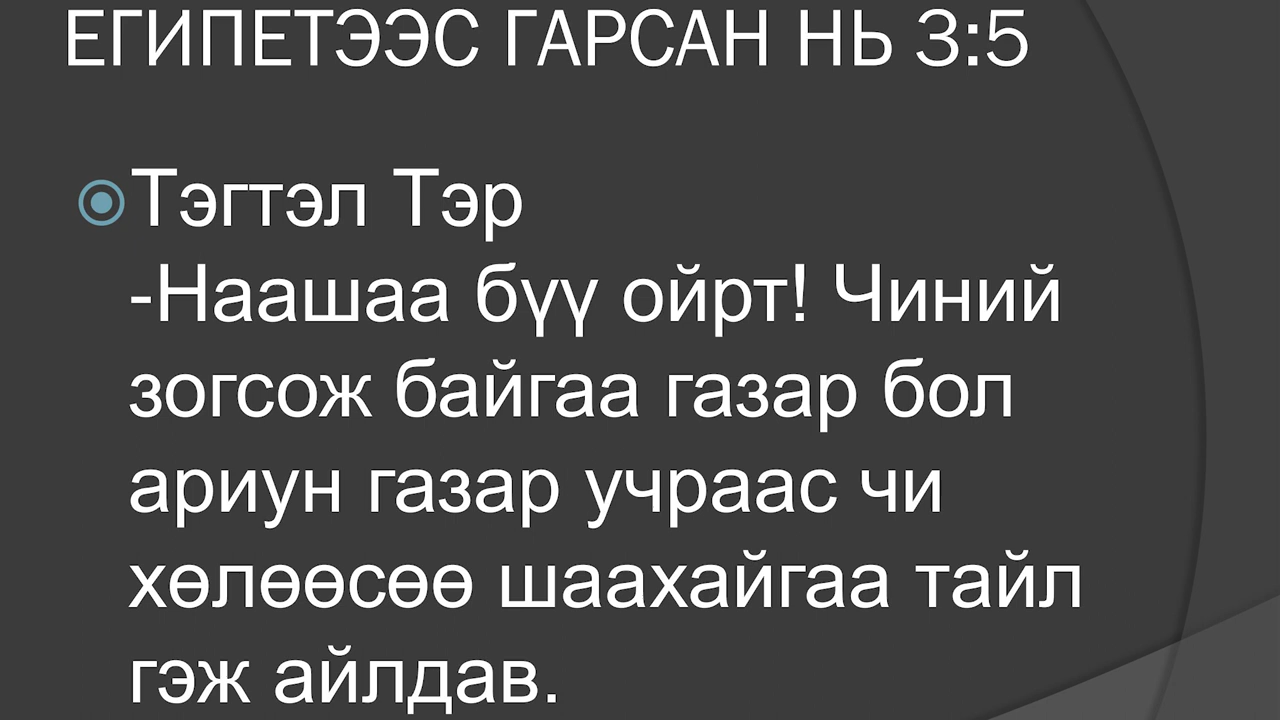 ЕГИПЕТЭЭС ГАРСАН НЬ 3:5
Тэгтэл Тэр
-Наашаа бүү ойрт! Чиний
зогсож байгаа газар бол
ариун газар учраас чи
хөлөөсөө шаахайгаа тайл
гэж айлдав.